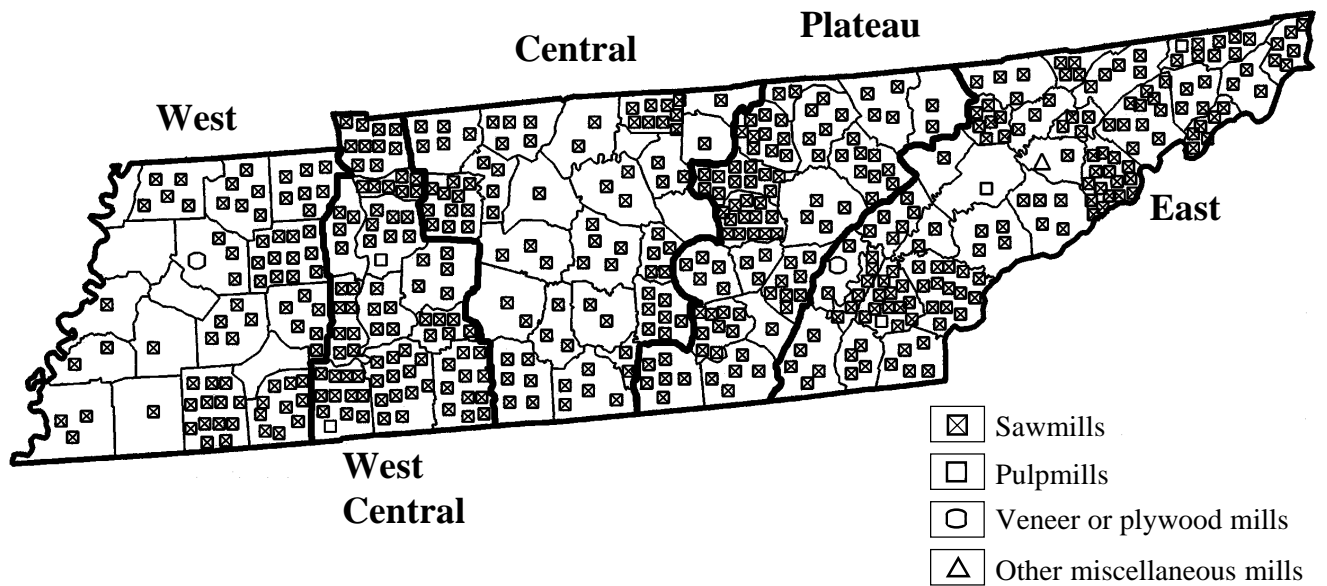 Plateau
Central
West
East
West
Central
Sawmills
Pulpmills
Veneer or plywood mills
Other miscellaneous mills